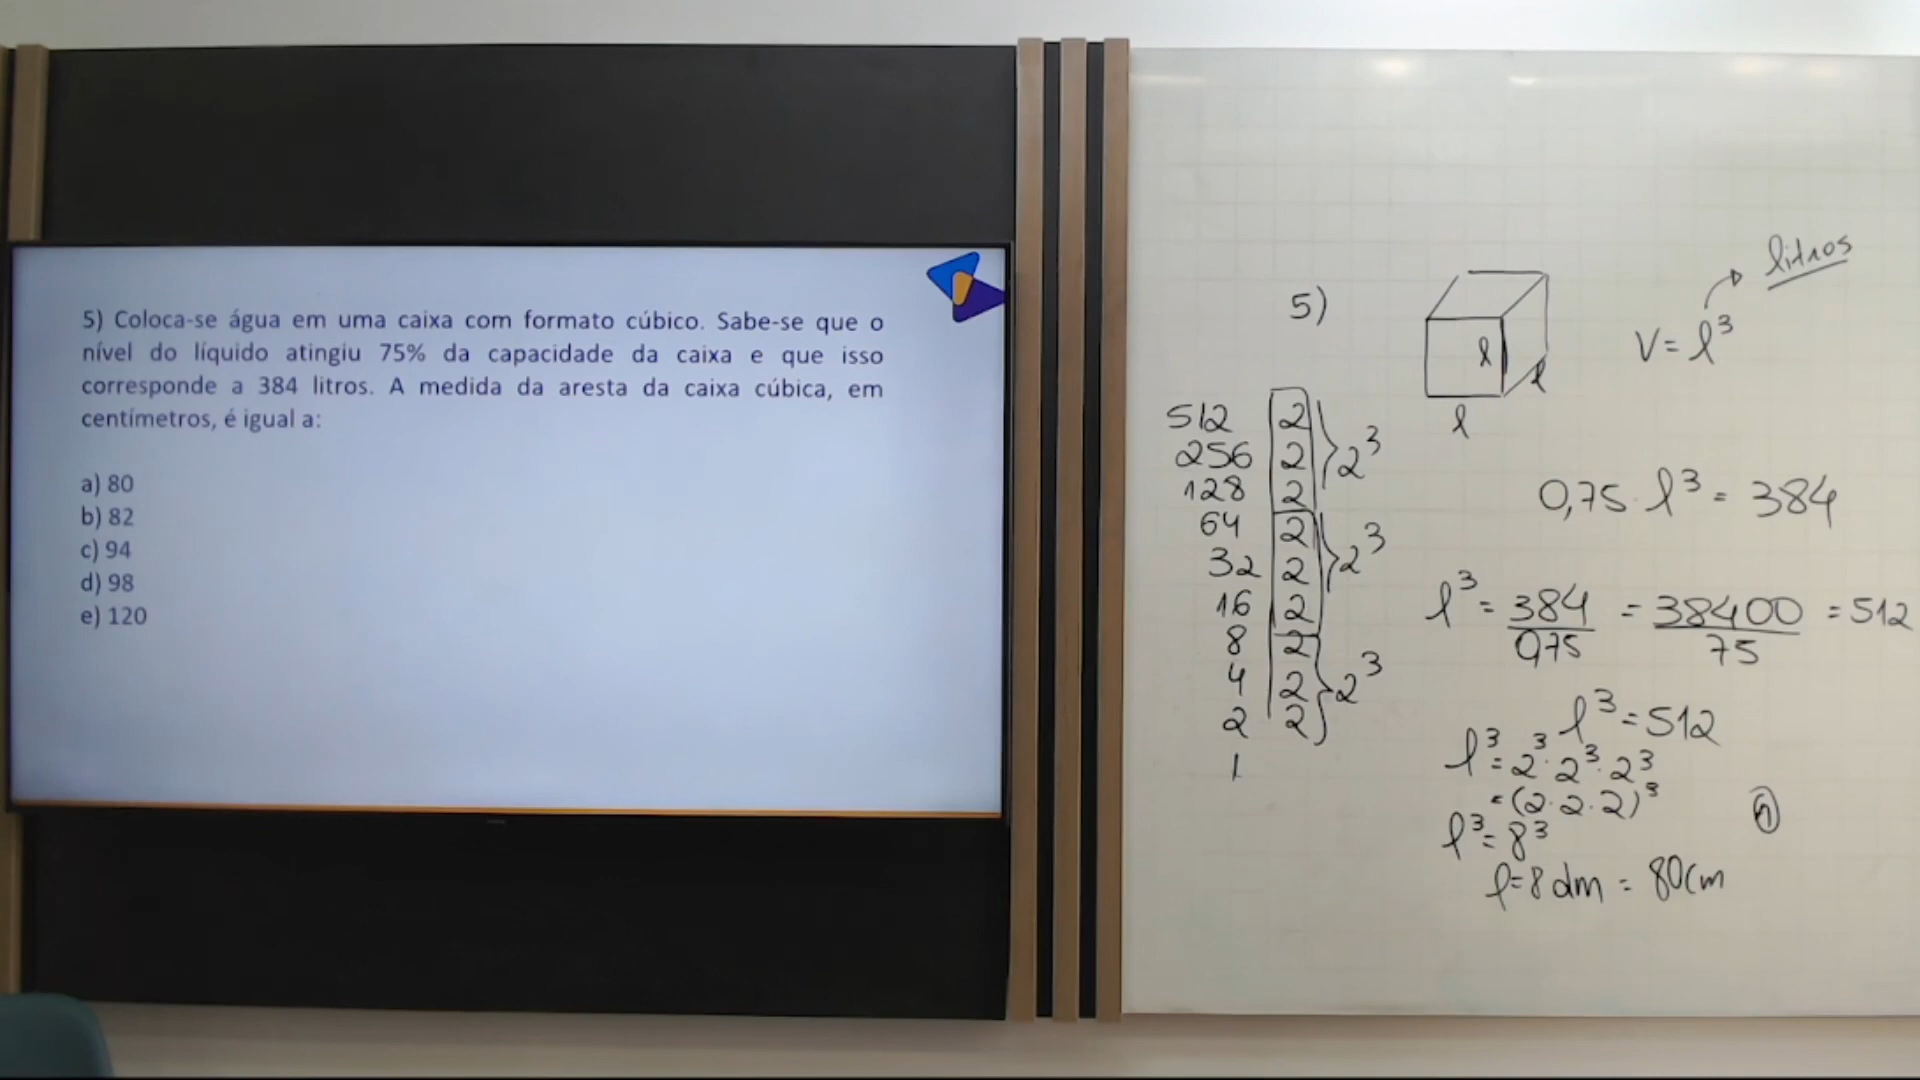 5) Coloca-se água em uma caixa com formato cúbico. Sabe-se que o
nível do líquido atingiu 75% da capacidade da caixa e que isso
corresponde a 384 litros. A medida da aresta da caixa cúbica, em
centímetros, é igual a:
a) 80
b) 82
c) 94
d) 98
e) 120
5)
l
l
l
V = l³
litros
512 2
256 2
128 2
2³
64 2
32 2
16 2
2³
8 2
4 2
2 2
2³
1
0,75 · l³ = 384
l³ = 384/0,75 = 38400/75 = 512
l³ = 512
l³ = 2³ · 2³ · 2³
= (2 · 2 · 2)³
l³ = 8³
l = 8 dm = 80cm